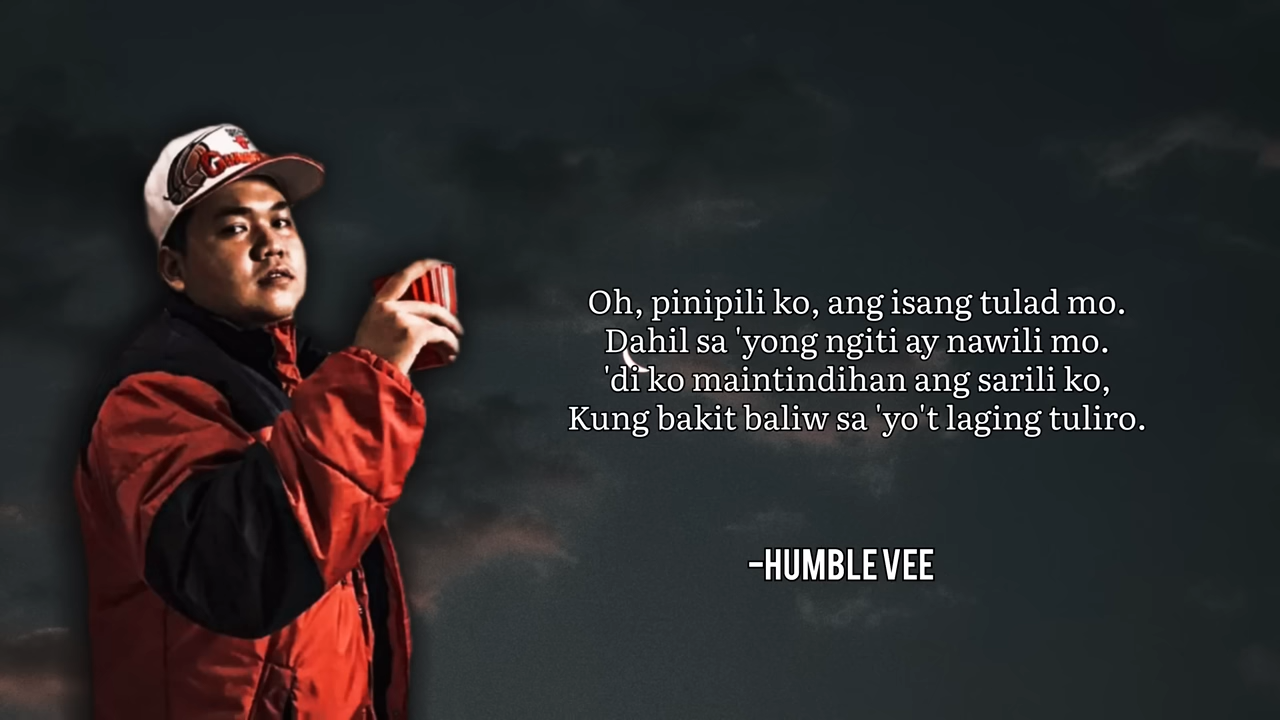 Oh, pinipili ko, ang isang tulad mo.
Dahil sa 'yong ngiti ay nawili mo.
'di ko maintindihan ang sarili ko,
Kung bakit baliw sa 'yo't laging tuliro.
-HUMBLE VEE